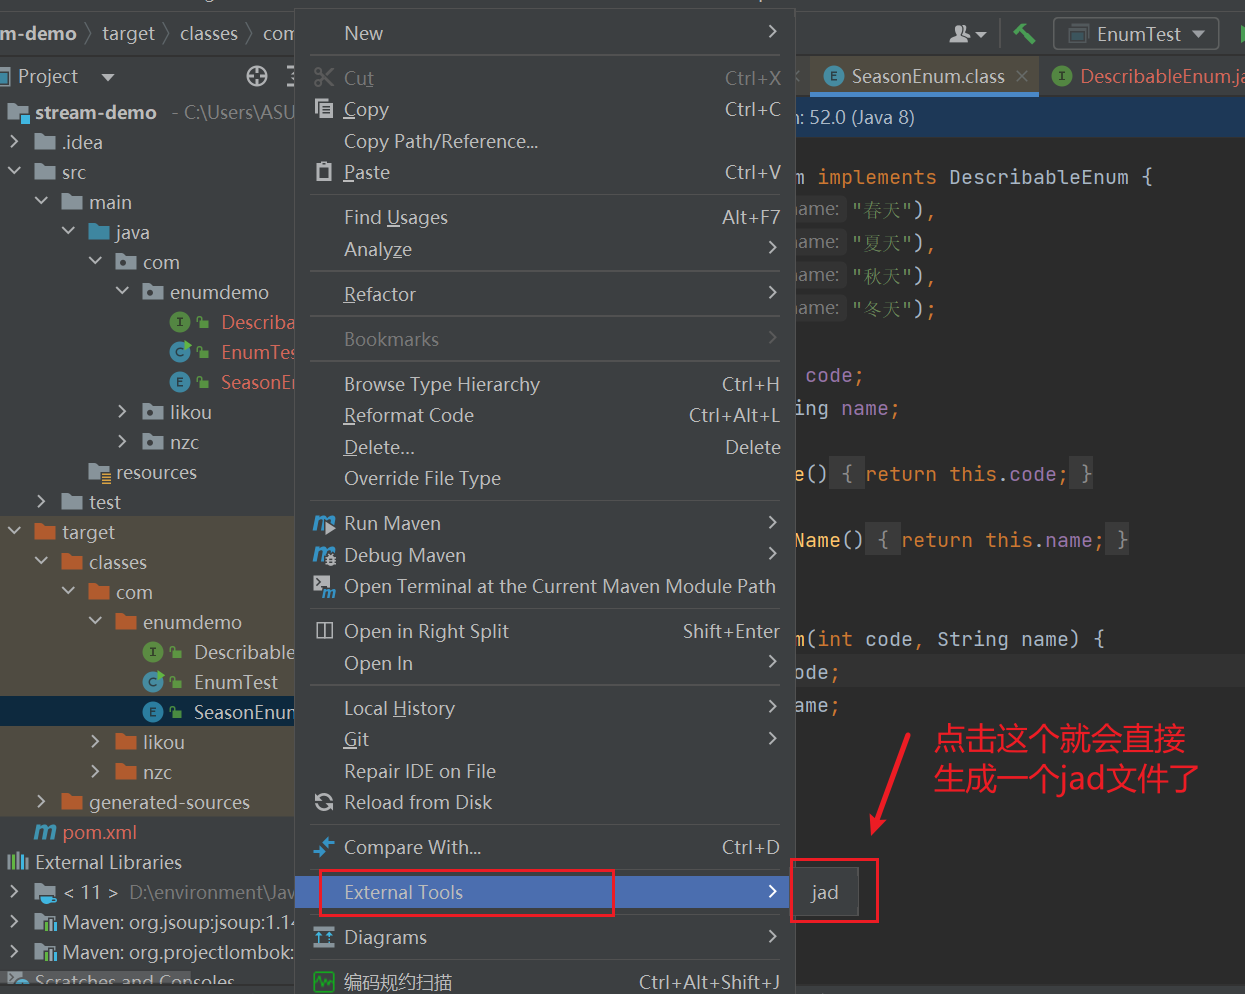 m-demo
target
classes
com
EnumTest
Project
SeasonEnum.class
DescribableEnum.ja
stream-demo - C:\Users\ASU
: 52.0 (Java 8)
.idea
src
main
java
com
enumdemo
Describa
EnumTes
SeasonE
likou
nzc
resources
test
target
classes
com
enumdemo
Describable
EnumTest
SeasonEnum
likou
nzc
generated-sources
pom.xml
External Libraries
< 11 > D:\environment\Jav
Maven: org.jsoup:jsoup:1.14
Maven: org.projectlombok:
Scratches and Consoles
New
Cut Ctrl+X
Copy Ctrl+C
Copy Path/Reference...
Paste Ctrl+V
Find Usages Alt+F7
Analyze
Refactor
Bookmarks
Browse Type Hierarchy Ctrl+H
Reformat Code Ctrl+Alt+L
Delete... Delete
Override File Type
Run Maven
Debug Maven
Open Terminal at the Current Maven Module Path
Open in Right Split Shift+Enter
Open In
Local History
Git
Repair IDE on File
Reload from Disk
Compare With... Ctrl+D
External Tools
jad
Diagrams
编码规约扫描 Ctrl+Alt+Shift+J
m implements DescribableEnum {
name: "春天"),
name: "夏天"),
name: "秋天"),
name: "冬天");
code;
ing name;
e() { return this.code; }
Name() { return this.name; }
m(int code, String name) {
ode;
ame;
点击这个就会直接
生成一个jad文件了